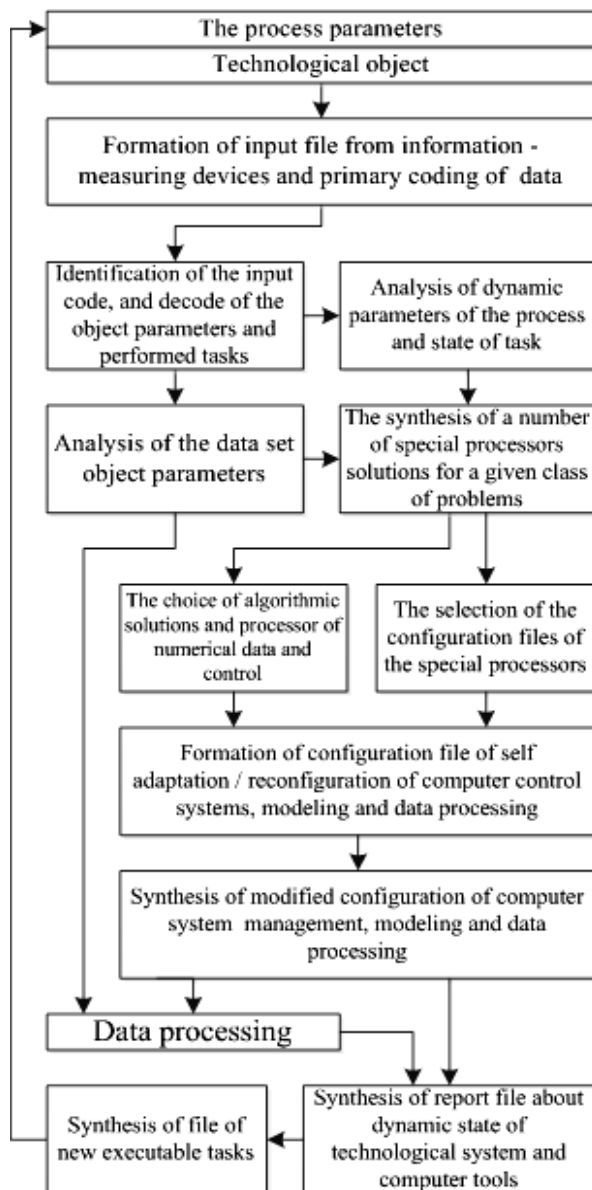 The process parameters
Technological object
Formation of input file from information -
measuring devices and primary coding of data
Identification of the input
code, and decode of the
object parameters and
performed tasks
Analysis of dynamic
parameters of the process
and state of task
Analysis of the data set
object parameters
The synthesis of a number
of special processors
solutions for a given class
of problems
The choice of algorithmic
solutions and processor of
numerical data and
control
The selection of the
configuration files of
the special processors
Formation of configuration file of self
adaptation / reconfiguration of computer control
systems, modeling and data processing
Synthesis of modified configuration of computer
system management, modeling and data
processing
Data processing
Synthesis of file of
new executable tasks
Synthesis of report file about
dynamic state of
technological system and
computer tools